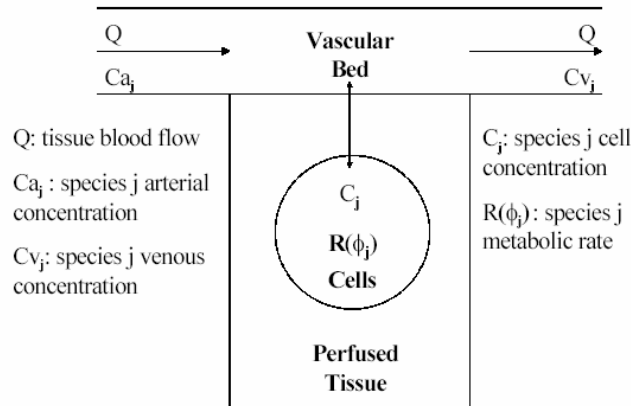 Q
Ca_j
Vascular
Bed
Q
Cv_j
Q: tissue blood flow
Ca_j : species j arterial
concentration
Cv_j: species j venous
concentration
C_j
R(ϕ_j)
Cells
Perfused
Tissue
C_j: species j cell
concentration
R(ϕ_j) : species j
metabolic rate